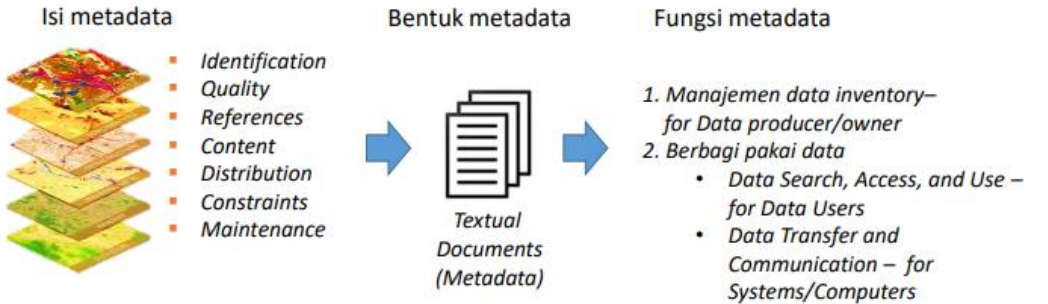 Isi metadata
Identification
Quality
References
Content
Distribution
Constraints
Maintenance
Bentuk metadata
Textual
Documents
(Metadata)
Fungsi metadata
1. Manajemen data inventory–
for Data producer/owner
2. Berbagi pakai data
• Data Search, Access, and Use –
for Data Users
• Data Transfer and
Communication – for
Systems/Computers